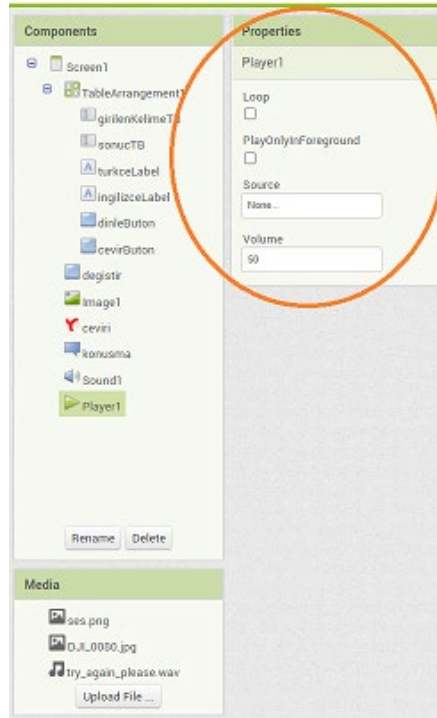 Components
Screen1
TableArrangement1
girilenKelimeTB
sonucTB
turkceLabel
ingilizceLabel
dinleButon
cevirButon
degistir
Image1
ceviri
konusma
Sound1
Player1
Rename
Delete
Media
ses.png
DJI_0080.jpg
try_again_please.wav
Upload File ...
Properties
Player1
Loop
PlayOnlyInForeground
Source
None...
Volume
50